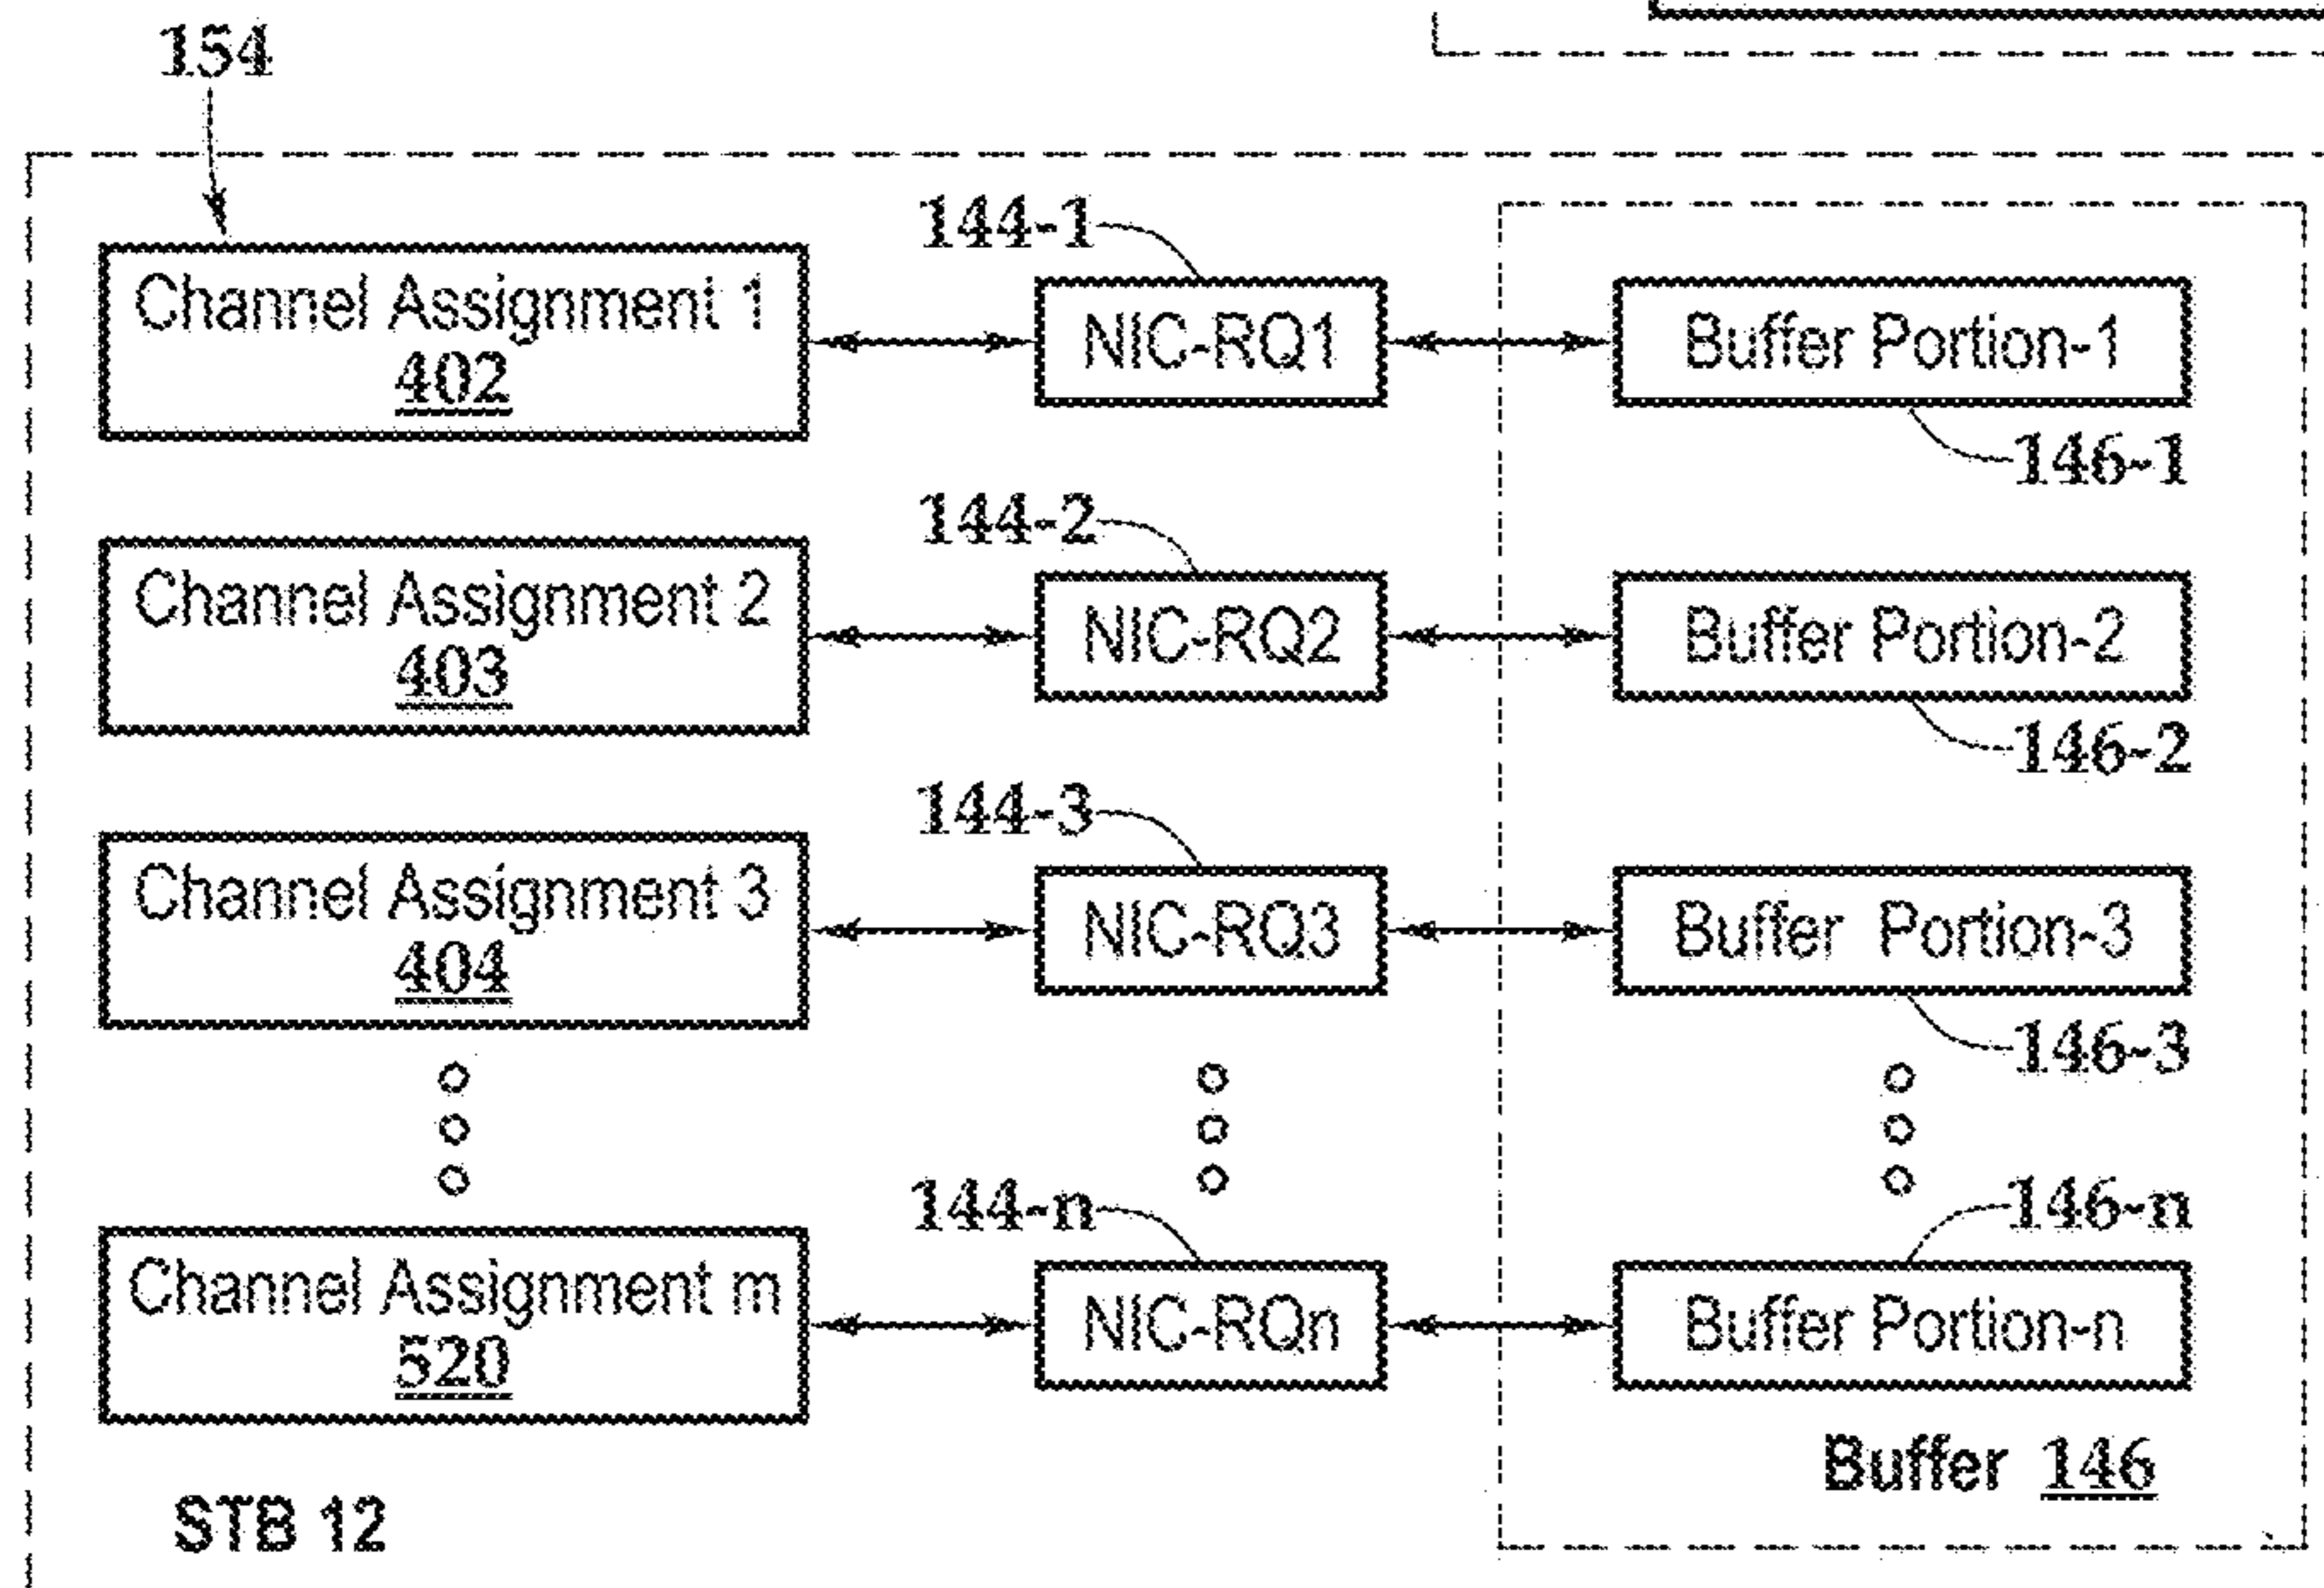 154
144-1
Channel Assignment 1
402
NIC-RQ1
Buffer Portion-1
146-1
144-2
Channel Assignment 2
403
NIC-RQ2
Buffer Portion-2
146-2
144-3
Channel Assignment 3
404
NIC-RQ3
Buffer Portion-3
146-3
144-n
146-n
Channel Assignment m
520
NIC-RQn
Buffer Portion-n
Buffer 146
STB 12